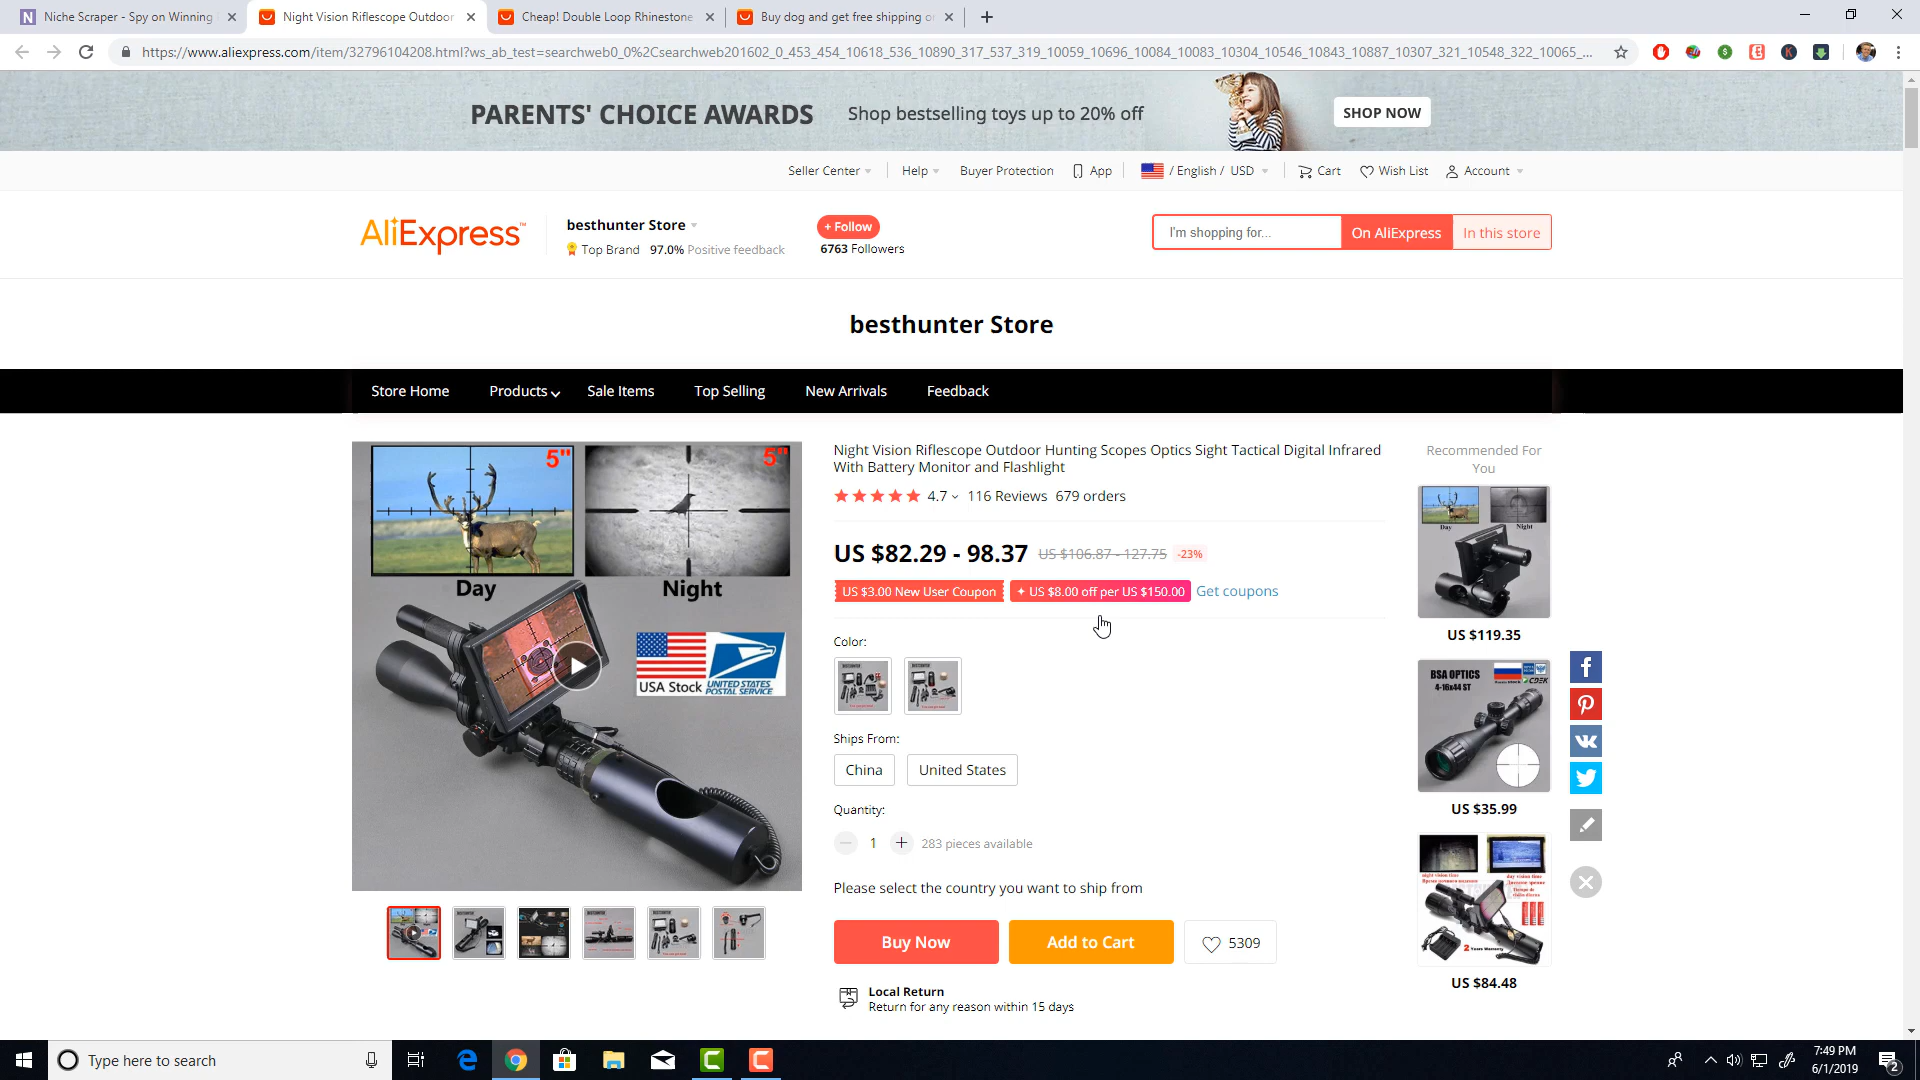 Niche Scraper - Spy on Winning
Night Vision Riflescope Outdoor
Cheap! Double Loop Rhinestone
Buy dog and get free shipping or
https://www.aliexpress.com/item/32796104208.html?ws_ab_test=searchweb0_0%2Csearchweb201602_0_453_454_10618_536_10890_317_537_319_10059_10696_10084_10083_10304_10546_10843_10887_10307_321_10548_322_10065_...
PARENTS' CHOICE AWARDS
Shop bestselling toys up to 20% off
SHOP NOW
Seller Center
Help
Buyer Protection
App
/ English / USD
Cart
Wish List
Account
AliExpress™
besthunter Store
Top Brand 97.0% Positive feedback
+ Follow
6763 Followers
I'm shopping for...
On AliExpress
In this store
besthunter Store
Store Home
Products
Sale Items
Top Selling
New Arrivals
Feedback
5"
5"
Day
Night
USA Stock
UNITED STATES
POSTAL SERVICE
Night Vision Riflescope Outdoor Hunting Scopes Optics Sight Tactical Digital Infrared
With Battery Monitor and Flashlight
4.7
116 Reviews
679 orders
US $82.29 - 98.37
US $106.87 - 127.75
-23%
US $3.00 New User Coupon
US $8.00 off per US $150.00
Get coupons
Color:
Ships From:
China
United States
Quantity:
1
283 pieces available
Please select the country you want to ship from
Buy Now
Add to Cart
5309
Local Return
Return for any reason within 15 days
Recommended For
You
Day
Night
US $119.35
BSA OPTICS
4-16x44 ST
CDEK
US $35.99
2 Years Warranty
US $84.48
Type here to search
7:49 PM
6/1/2019
2